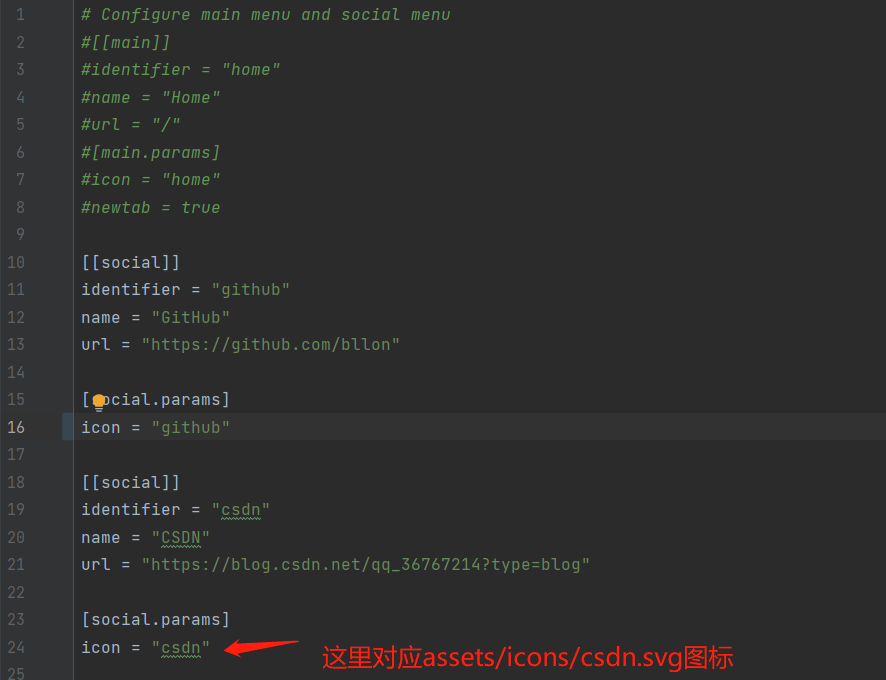 1 # Configure main menu and social menu
2 #[[main]]
3 #identifier = "home"
4 #name = "Home"
5 #url = "/"
6 #[main.params]
7 #icon = "home"
8 #newtab = true
9
10 [[social]]
11 identifier = "github"
12 name = "GitHub"
13 url = "https://github.com/bllon"
14
15 [social.params]
16 icon = "github"
17
18 [[social]]
19 identifier = "csdn"
20 name = "CSDN"
21 url = "https://blog.csdn.net/qq_36767214?type=blog"
22
23 [social.params]
24 icon = "csdn" 这里对应assets/icons/csdn.svg图标
25